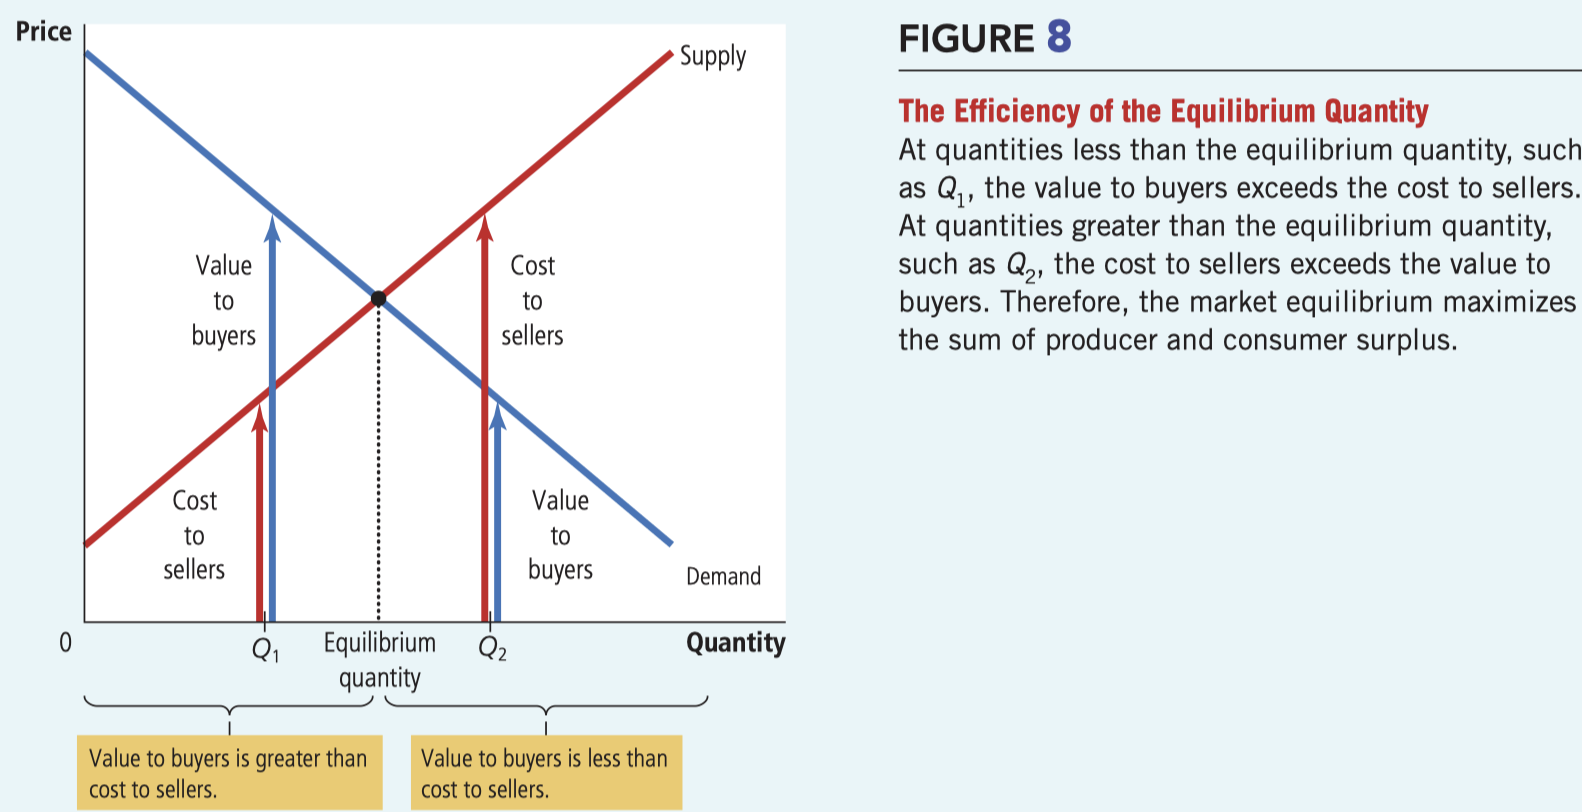 Price
Supply
Value
to
buyers
Cost
to
sellers
Cost
to
sellers
Value
to
buyers
Demand
0
Q1
Equilibrium
quantity
Q2
Quantity
Value to buyers is greater than
cost to sellers.
Value to buyers is less than
cost to sellers.
FIGURE 8
The Efficiency of the Equilibrium Quantity
At quantities less than the equilibrium quantity, such
as Q1, the value to buyers exceeds the cost to sellers.
At quantities greater than the equilibrium quantity,
such as Q2, the cost to sellers exceeds the value to
buyers. Therefore, the market equilibrium maximizes
the sum of producer and consumer surplus.